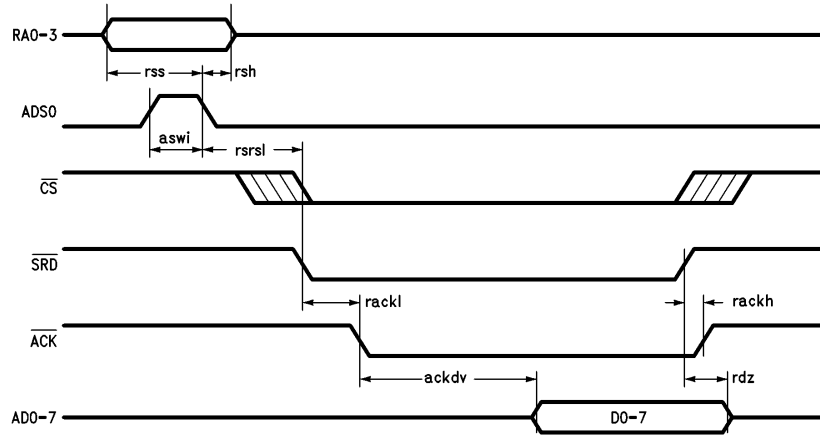 RA0-3
rss
rsh
ADS0
aswi
rsrsl
CS
SRD
rackl
rackh
ACK
ackdv
rdz
AD0-7
D0-7